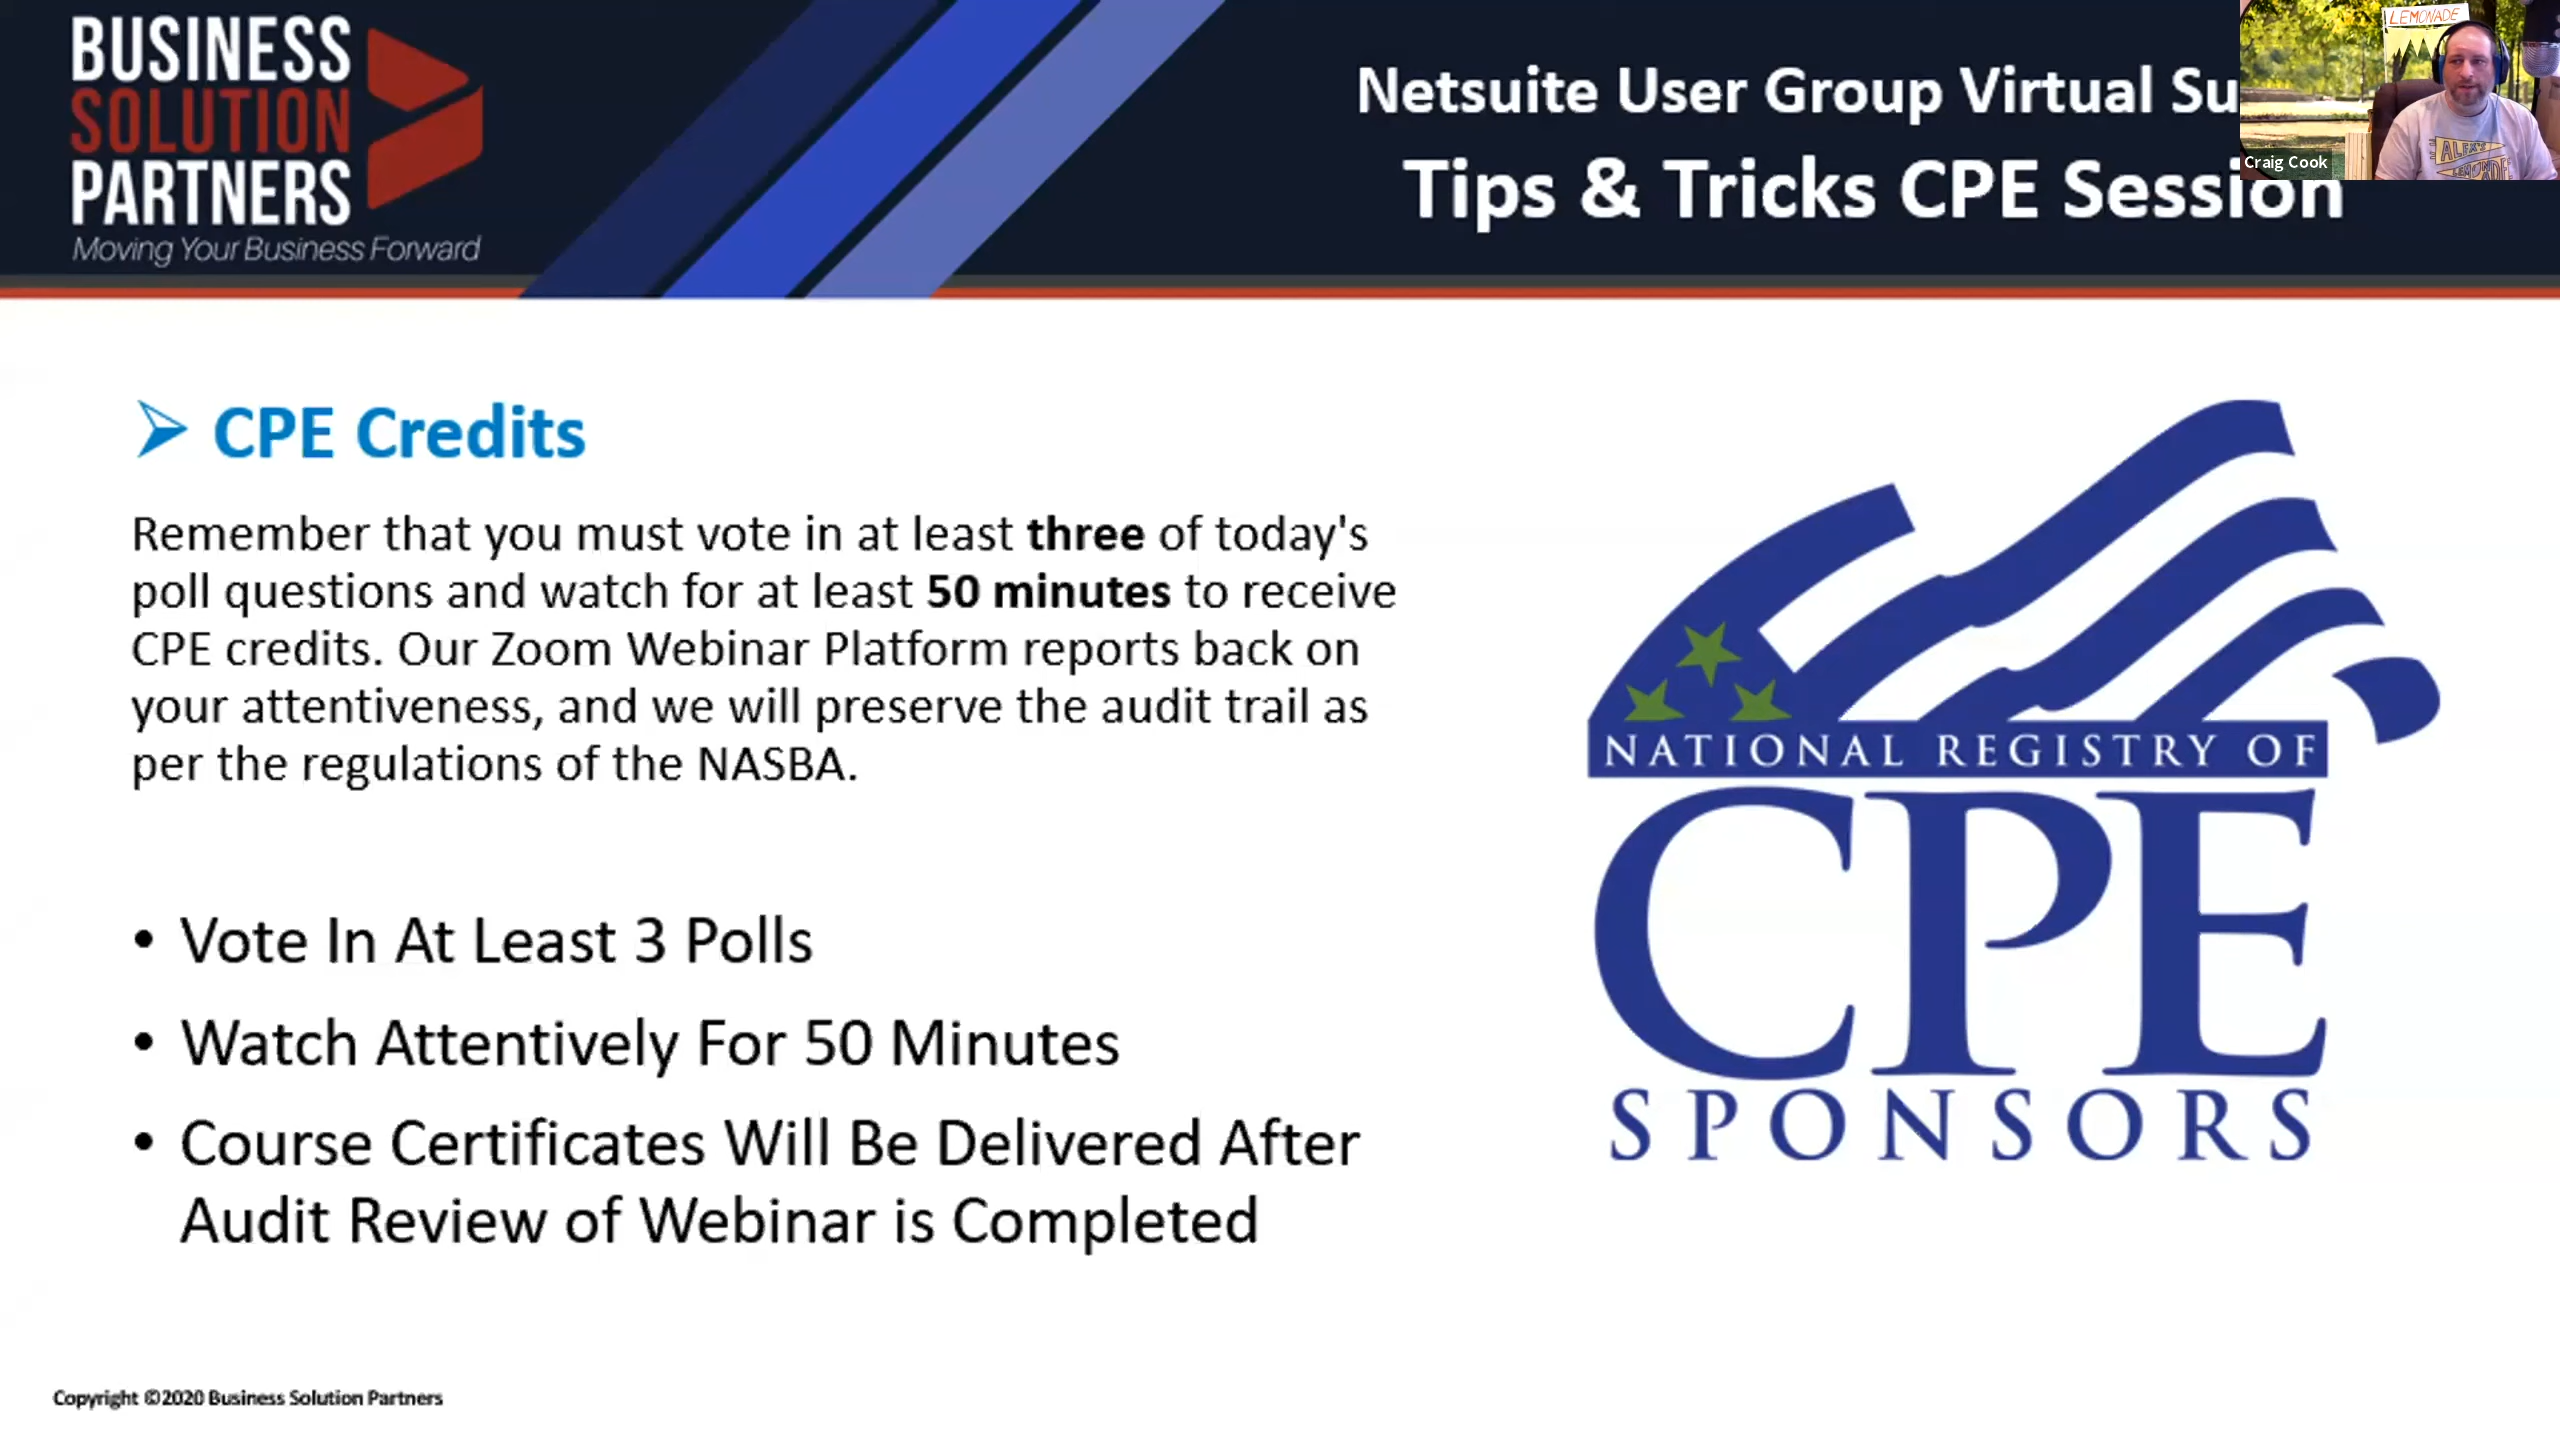 BUSINESS
SOLUTION
PARTNERS
Moving Your Business Forward
Netsuite User Group Virtual Su
Tips & Tricks CPE Session
LEMONADE
ALEX'S
LEMONADE
Craig Cook
CPE Credits
Remember that you must vote in at least three of today's
poll questions and watch for at least 50 minutes to receive
CPE credits. Our Zoom Webinar Platform reports back on
your attentiveness, and we will preserve the audit trail as
per the regulations of the NASBA.
• Vote In At Least 3 Polls
• Watch Attentively For 50 Minutes
• Course Certificates Will Be Delivered After
Audit Review of Webinar is Completed
NATIONAL REGISTRY OF
CPE
SPONSORS
Copyright ©2020 Business Solution Partners